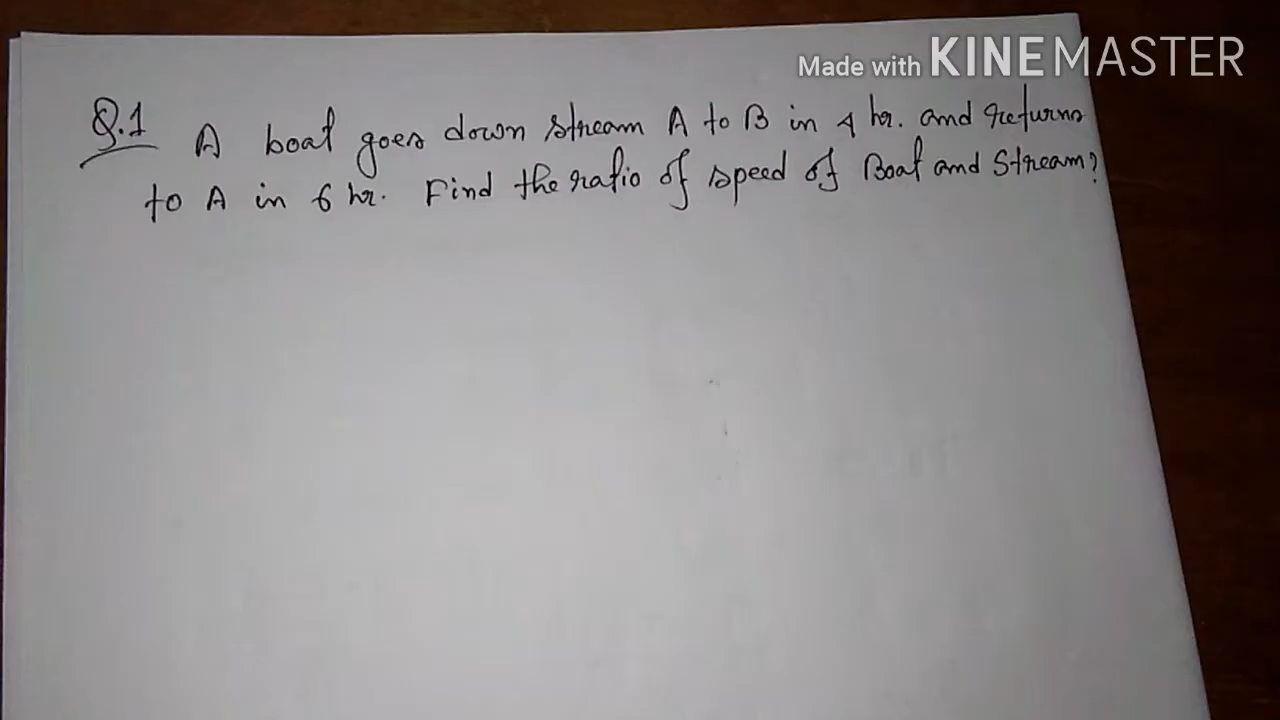 Made with KINEMASTER
Q.1 A boat goes down stream A to B in 4 hr. and returns
to A in 6 hr. Find the ratio of speed of Boat and Stream?